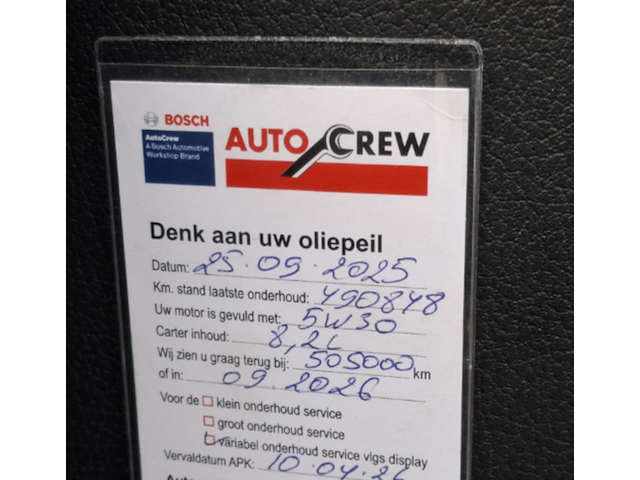 BOSCH
AutoCrew
A Bosch Automotive
Workshop Brand
AUTO CREW
Denk aan uw oliepeil
Datum: 25.09.2025
Km. stand laatste onderhoud: 490848
Uw motor is gevuld met: 5W30
Carter inhoud: 8,2L
Wij zien u graag terug bij: 505000 km
of in: 09.2026
Voor de klein onderhoud service
groot onderhoud service
variabel onderhoud service vlgs display
Vervaldatum APK: 10.04.26